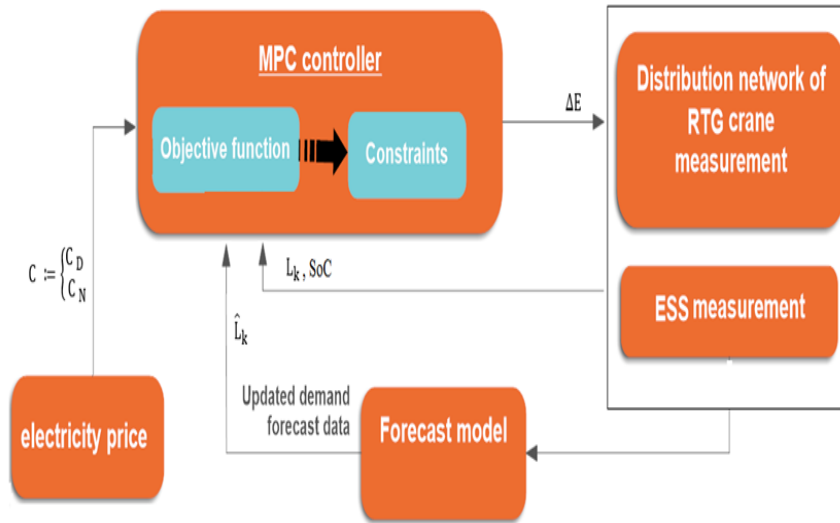 MPC controller
Objective function
Constraints
ΔE
Distribution network of
RTG crane
measurement
ESS measurement
C := {C_D
C_N
L_k , SoC
L̂_k
Updated demand
forecast data
electricity price
Forecast model